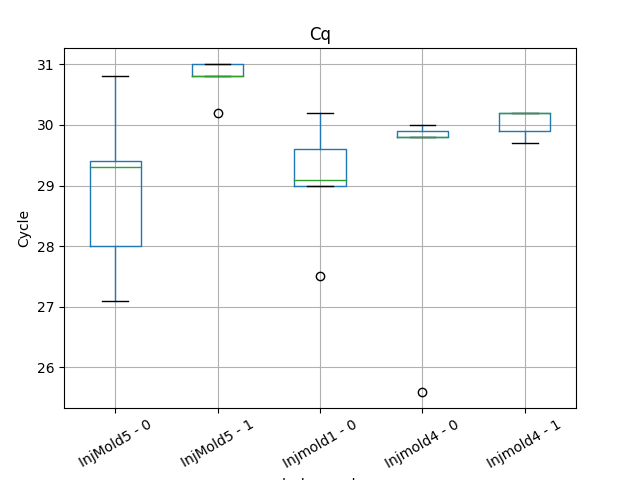 Cq
31
30
29
28
27
26
Cycle
InjMold5 - 0
InjMold5 - 1
Injmold1 - 0
Injmold4 - 0
Injmold4 - 1